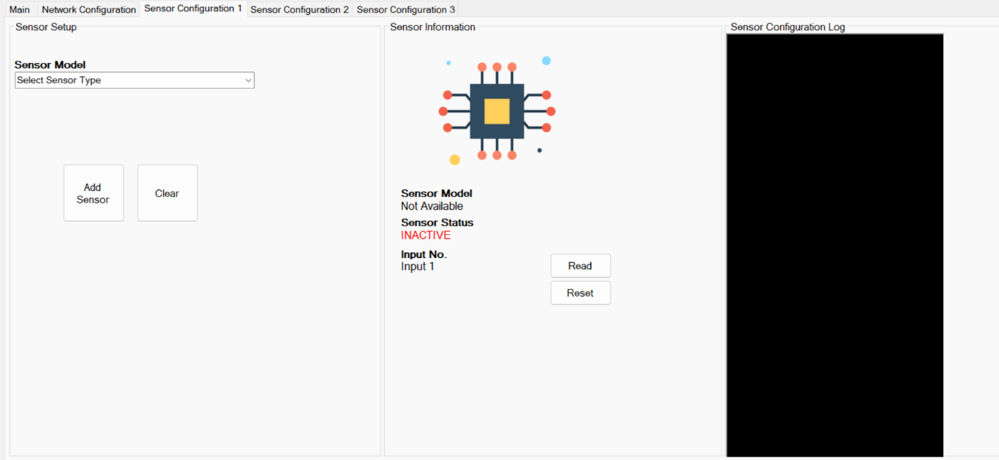 Main
Network Configuration
Sensor Configuration 1
Sensor Configuration 2
Sensor Configuration 3
Sensor Setup
Sensor Model
Select Sensor Type
Add
Sensor
Clear
Sensor Information
Sensor Model
Not Available
Sensor Status
INACTIVE
Input No.
Input 1
Read
Reset
Sensor Configuration Log